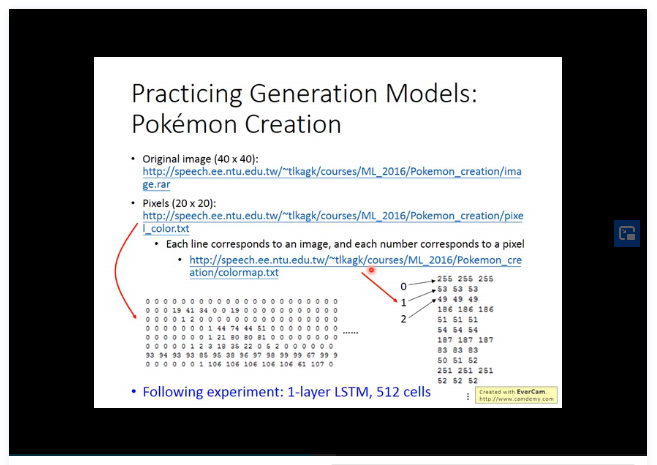 Practicing Generation Models:
Pokémon Creation
• Original image (40 x 40):
http://speech.ee.ntu.edu.tw/~tlkagk/courses/ML_2016/Pokemon_creation/ima
ge.rar
• Pixels (20 x 20):
http://speech.ee.ntu.edu.tw/~tlkagk/courses/ML_2016/Pokemon_creation/pixe
l_color.txt
• Each line corresponds to an image, and each number corresponds to a pixel
• http://speech.ee.ntu.edu.tw/~tlkagk/courses/ML_2016/Pokemon_cre
ation/colormap.txt
0 0 0 0 0 0 0 0 0 0 0 0 0 0 0 0 0 0 0 0
0 0 0 19 41 34 0 0 19 0 0 0 0 0 0 0 0 0 0
0 0 0 0 1 2 0 0 0 0 0 0 0 0 0 0 0 0 0 0
0 0 0 0 0 0 0 1 44 74 44 51 0 0 0 0 0 0 0
0 0 0 0 0 0 0 1 21 80 80 81 0 0 0 0 0 0 0
0 0 0 0 0 1 2 3 18 35 22 0 5 2 0 0 0 0 0 0
93 94 93 93 85 95 38 96 97 98 99 99 67 99 9
0 0 0 0 0 0 1 106 106 106 106 106 61 107 0
......
0
1
2
255 255 255
53 53 53
49 49 49
186 186 186
51 51 51
54 54 54
187 187 187
83 83 83
50 51 52
251 251 251
52 52 52
⋮
• Following experiment: 1-layer LSTM, 512 cells
Created with EverCam.
http://www.camdemy.com